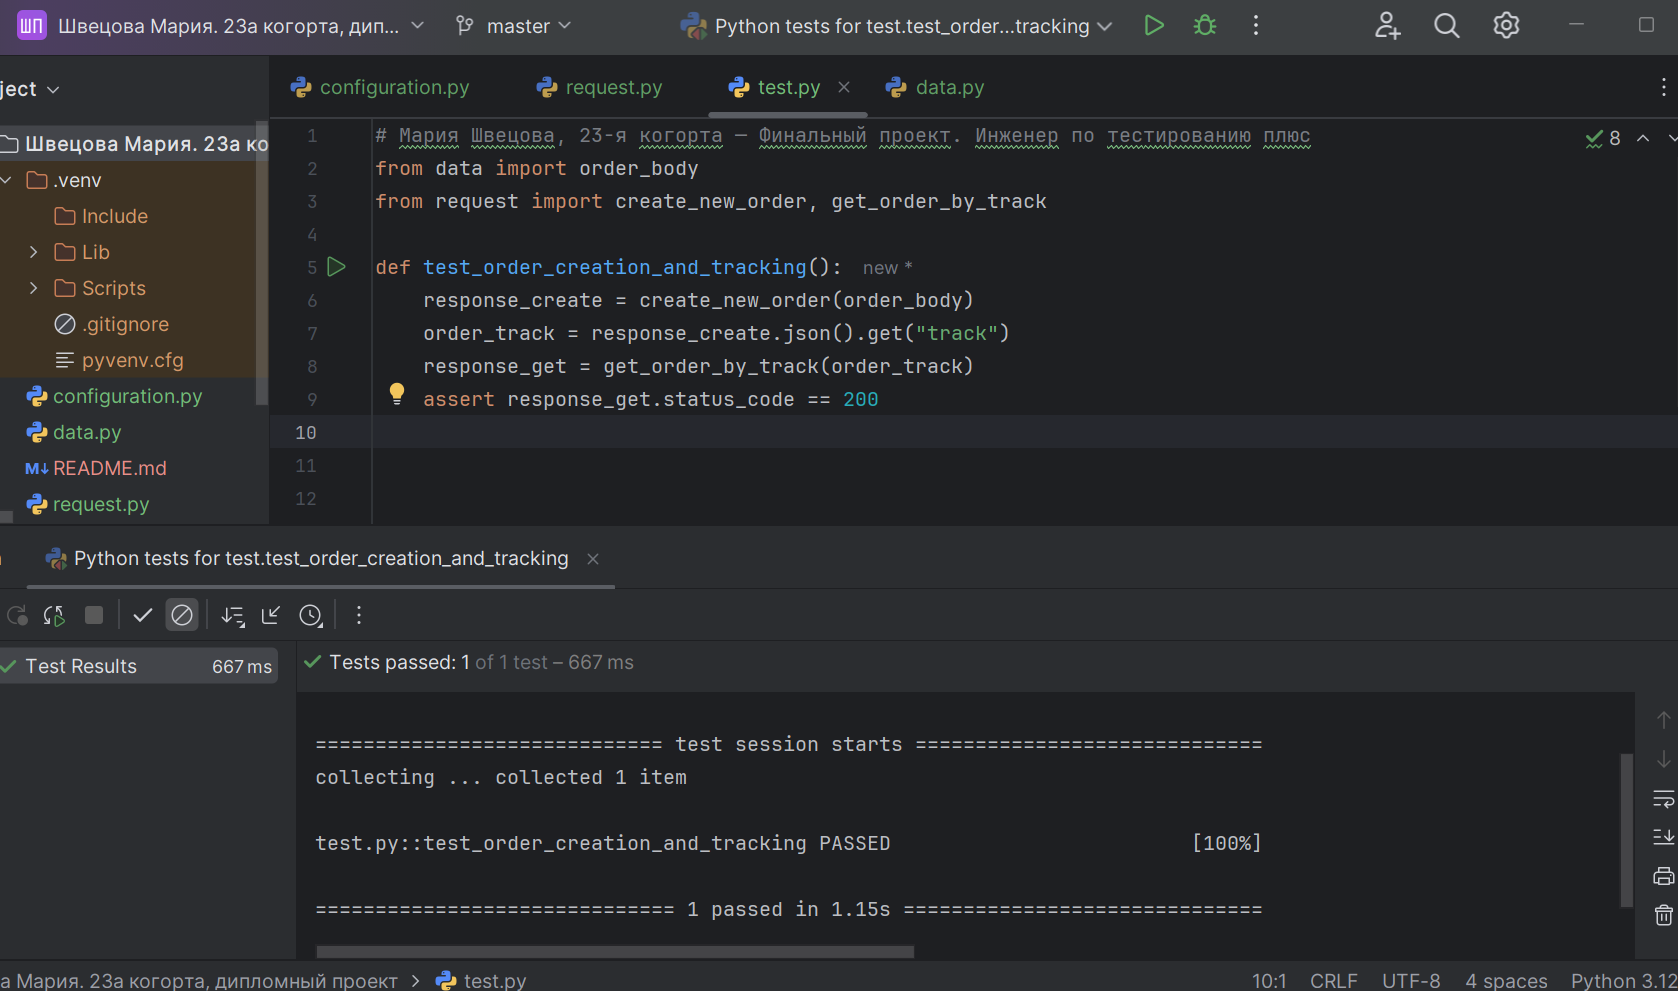 ШП Швецова Мария. 23а когорта, дип... master Python tests for test.test_order...tracking
ject
configuration.py request.py test.py data.py
Швецова Мария. 23а ко
.venv
Include
Lib
Scripts
.gitignore
pyvenv.cfg
configuration.py
data.py
README.md
request.py
1 # Мария Швецова, 23-я когорта — Финальный проект. Инженер по тестированию плюс
8
2 from data import order_body
3 from request import create_new_order, get_order_by_track
4
5 def test_order_creation_and_tracking(): new *
6 response_create = create_new_order(order_body)
7 order_track = response_create.json().get("track")
8 response_get = get_order_by_track(order_track)
9 assert response_get.status_code == 200
10
11
12
Python tests for test.test_order_creation_and_tracking
Test Results 667 ms
Tests passed: 1 of 1 test – 667 ms
============================= test session starts =============================
collecting ... collected 1 item
test.py::test_order_creation_and_tracking PASSED [100%]
============================== 1 passed in 1.15s ==============================
а Мария. 23а когорта, дипломный проект > test.py 10:1 CRLF UTF-8 4 spaces Python 3.12